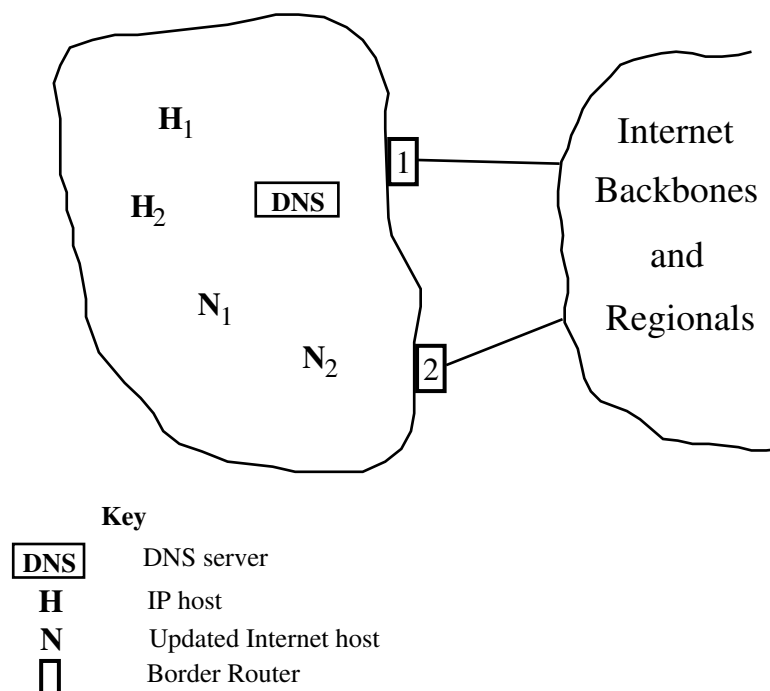 H1
1
Internet
Backbones
and
Regionals
H2
DNS
N1
N2
2
Key
DNS DNS server
H IP host
N Updated Internet host
Border Router